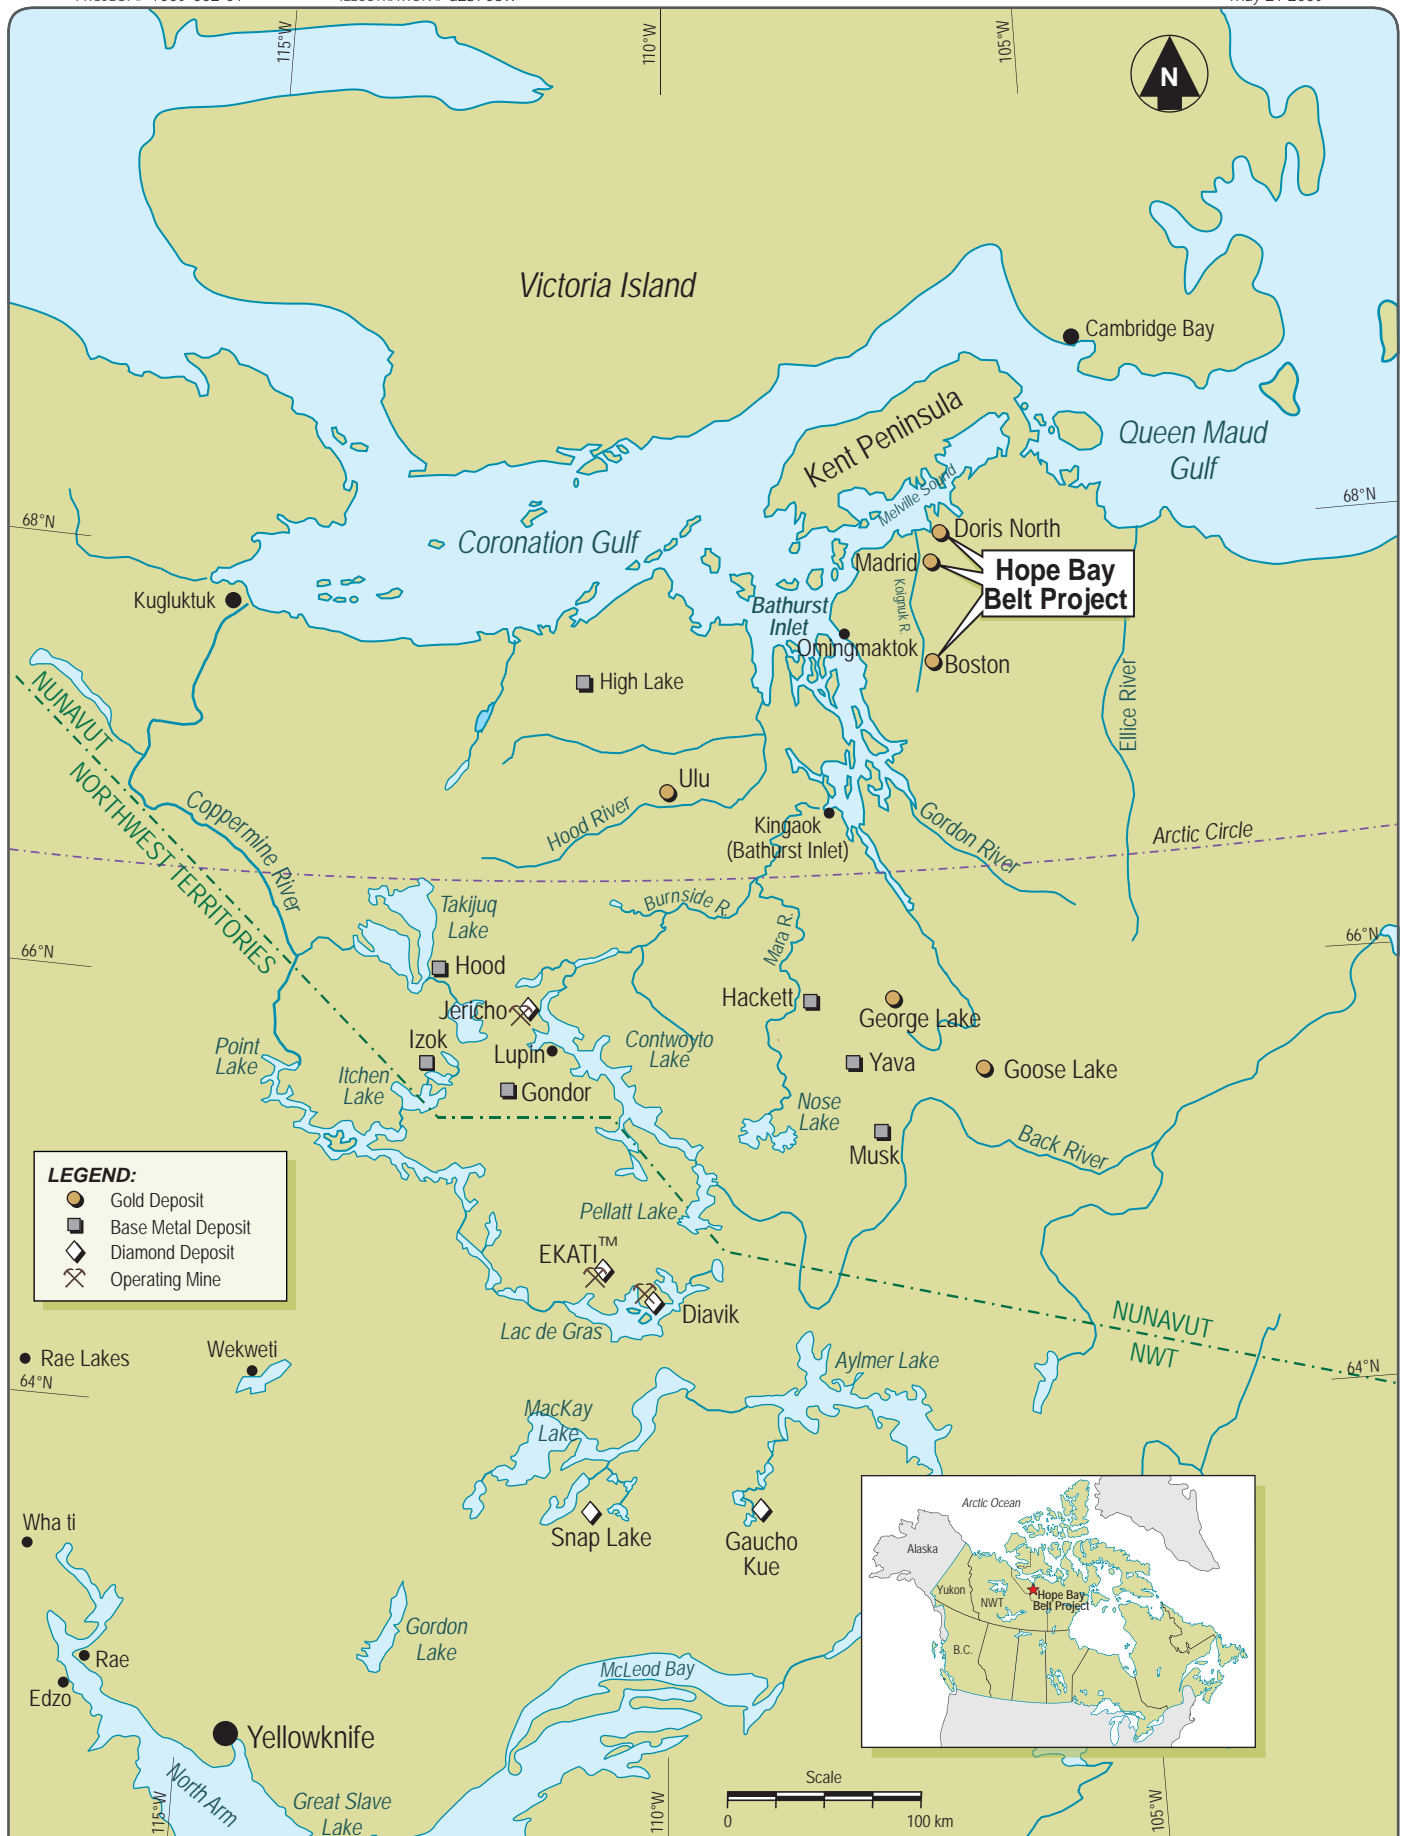 115°W
110°W
105°W
N
Victoria Island
Cambridge Bay
Kent Peninsula
Queen Maud
Gulf
Melville Sound
68°N
68°N
Coronation Gulf
Doris North
Madrid
Hope Bay
Belt Project
Koignuk R.
Kugluktuk
Bathurst
Inlet
Omingmaktok
Boston
High Lake
Ellice River
NUNAVUT
NORTHWEST TERRITORIES
Ulu
Coppermine River
Hood River
Kingaok
(Bathurst Inlet)
Gordon River
Arctic Circle
Takijuq
Lake
Burnside R.
Mara R.
66°N
66°N
Hood
Hackett
George Lake
Jericho
Izok
Lupin
Contwoyto
Lake
Point
Lake
Itchen
Lake
Gondor
Yava
Goose Lake
Nose
Lake
Musk
Back River
LEGEND:
Gold Deposit
Base Metal Deposit
Diamond Deposit
Operating Mine
Pellatt Lake
EKATI™
Diavik
Lac de Gras
NUNAVUT
NWT
Rae Lakes
Wekweti
64°N
64°N
Aylmer Lake
MacKay
Lake
Snap Lake
Gaucho
Kue
Wha ti
Arctic Ocean
Alaska
Yukon
NWT
Hope Bay
Belt Project
B.C.
Gordon
Lake
Rae
Edzo
McLeod Bay
Yellowknife
North Arm
Great Slave
Lake
115°W
110°W
105°W
Scale
0 100 km